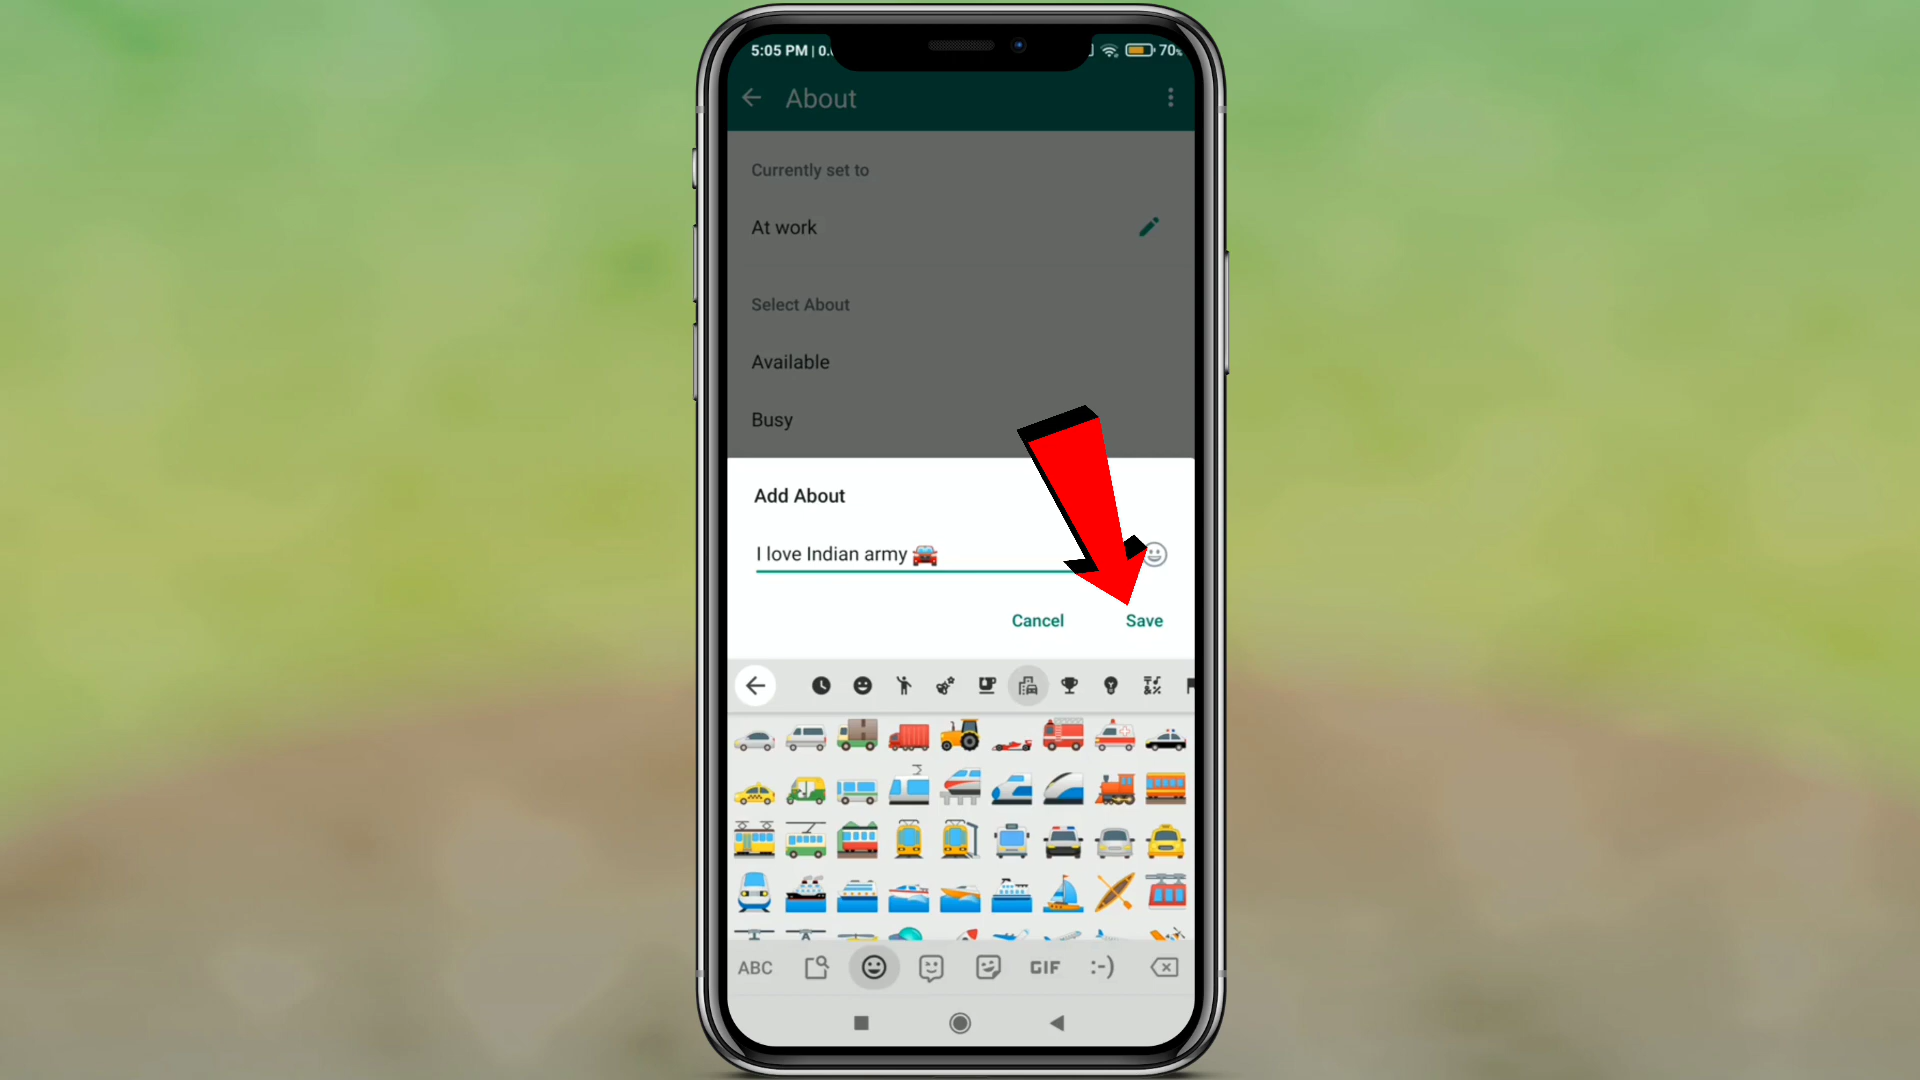 5:05 PM | 0.
70
About
Currently set to
At work
Select About
Available
Busy
Add About
I love Indian army 🚘
Cancel
Save
ABC
GIF
:-)